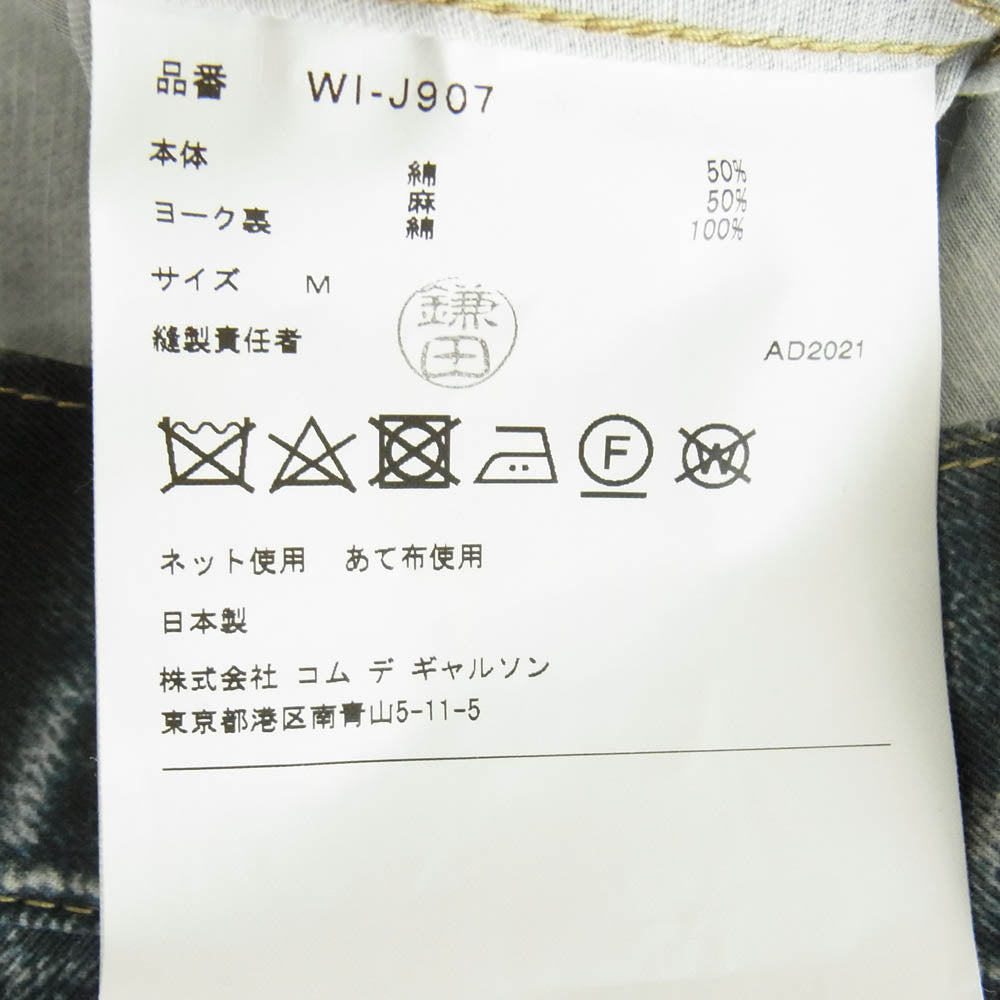 品番 WI-J907
本体 綿 50%
麻 50%
ヨーク裏 綿 100%
サイズ M
鎌田
縫製責任者 AD2021
F W
ネット使用 あて布使用
日本製
株式会社 コム デ ギャルソン
東京都港区南青山5-11-5